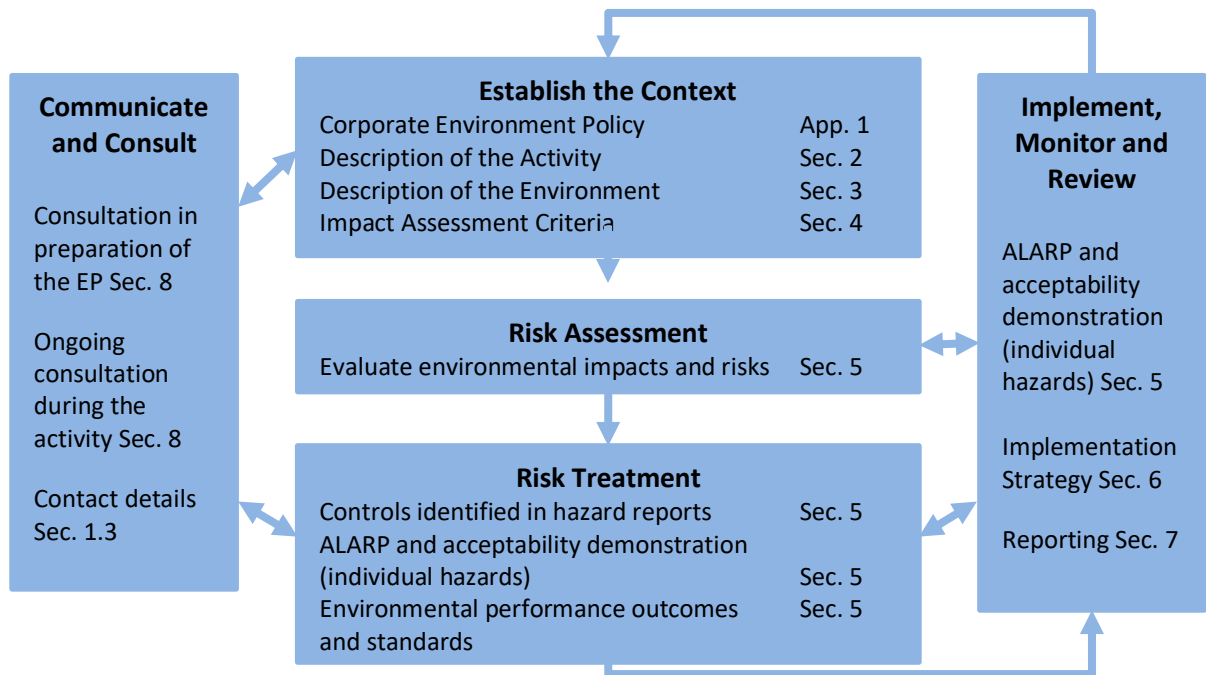 Communicate
and Consult
Consultation in
preparation of
the EP Sec. 8
Ongoing
consultation
during the
activity Sec. 8
Contact details
Sec. 1.3
Establish the Context
Corporate Environment Policy App. 1
Description of the Activity Sec. 2
Description of the Environment Sec. 3
Impact Assessment Criteria Sec. 4
Risk Assessment
Evaluate environmental impacts and risks Sec. 5
Risk Treatment
Controls identified in hazard reports Sec. 5
ALARP and acceptability demonstration
(individual hazards) Sec. 5
Environmental performance outcomes Sec. 5
and standards
Implement,
Monitor and
Review
ALARP and
acceptability
demonstration
(individual
hazards) Sec. 5
Implementation
Strategy Sec. 6
Reporting Sec. 7